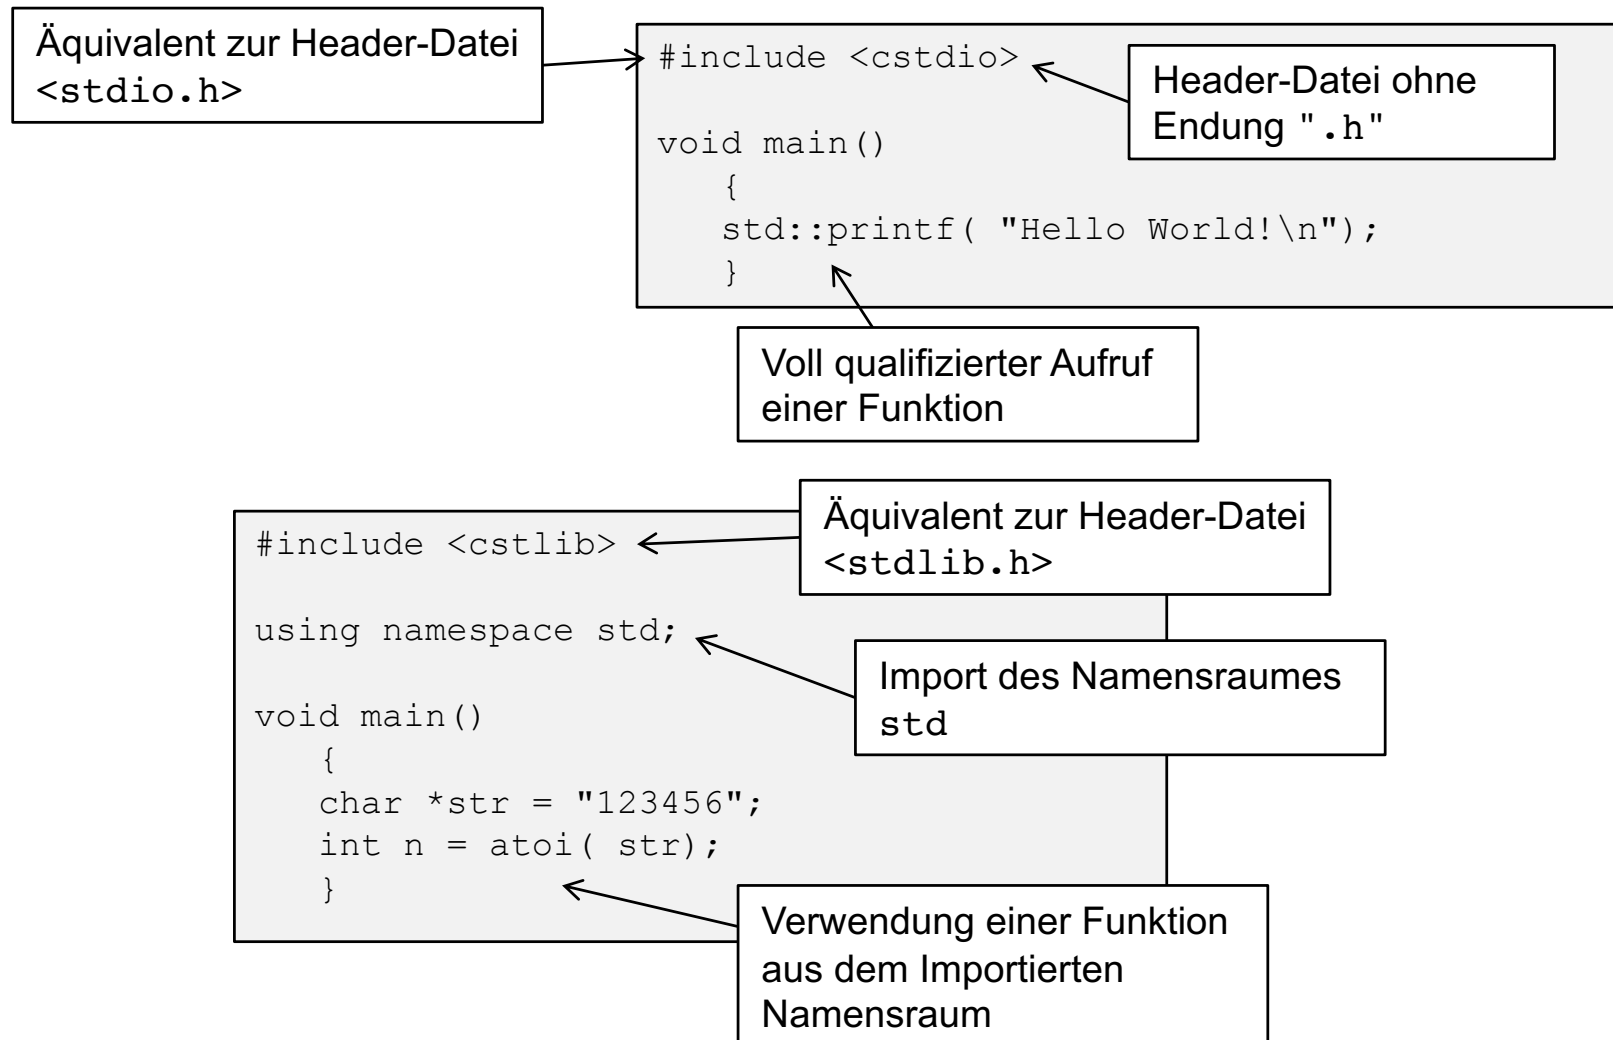 Äquivalent zur Header-Datei
<stdio.h>
#include <cstdio>
Header-Datei ohne
Endung ".h"
void main()
{
std::printf( "Hello World!\n");
}
Voll qualifizierter Aufruf
einer Funktion
#include <cstlib>
Äquivalent zur Header-Datei
<stdlib.h>
using namespace std;
Import des Namensraumes
std
void main()
{
char *str = "123456";
int n = atoi( str);
}
Verwendung einer Funktion
aus dem Importierten
Namensraum